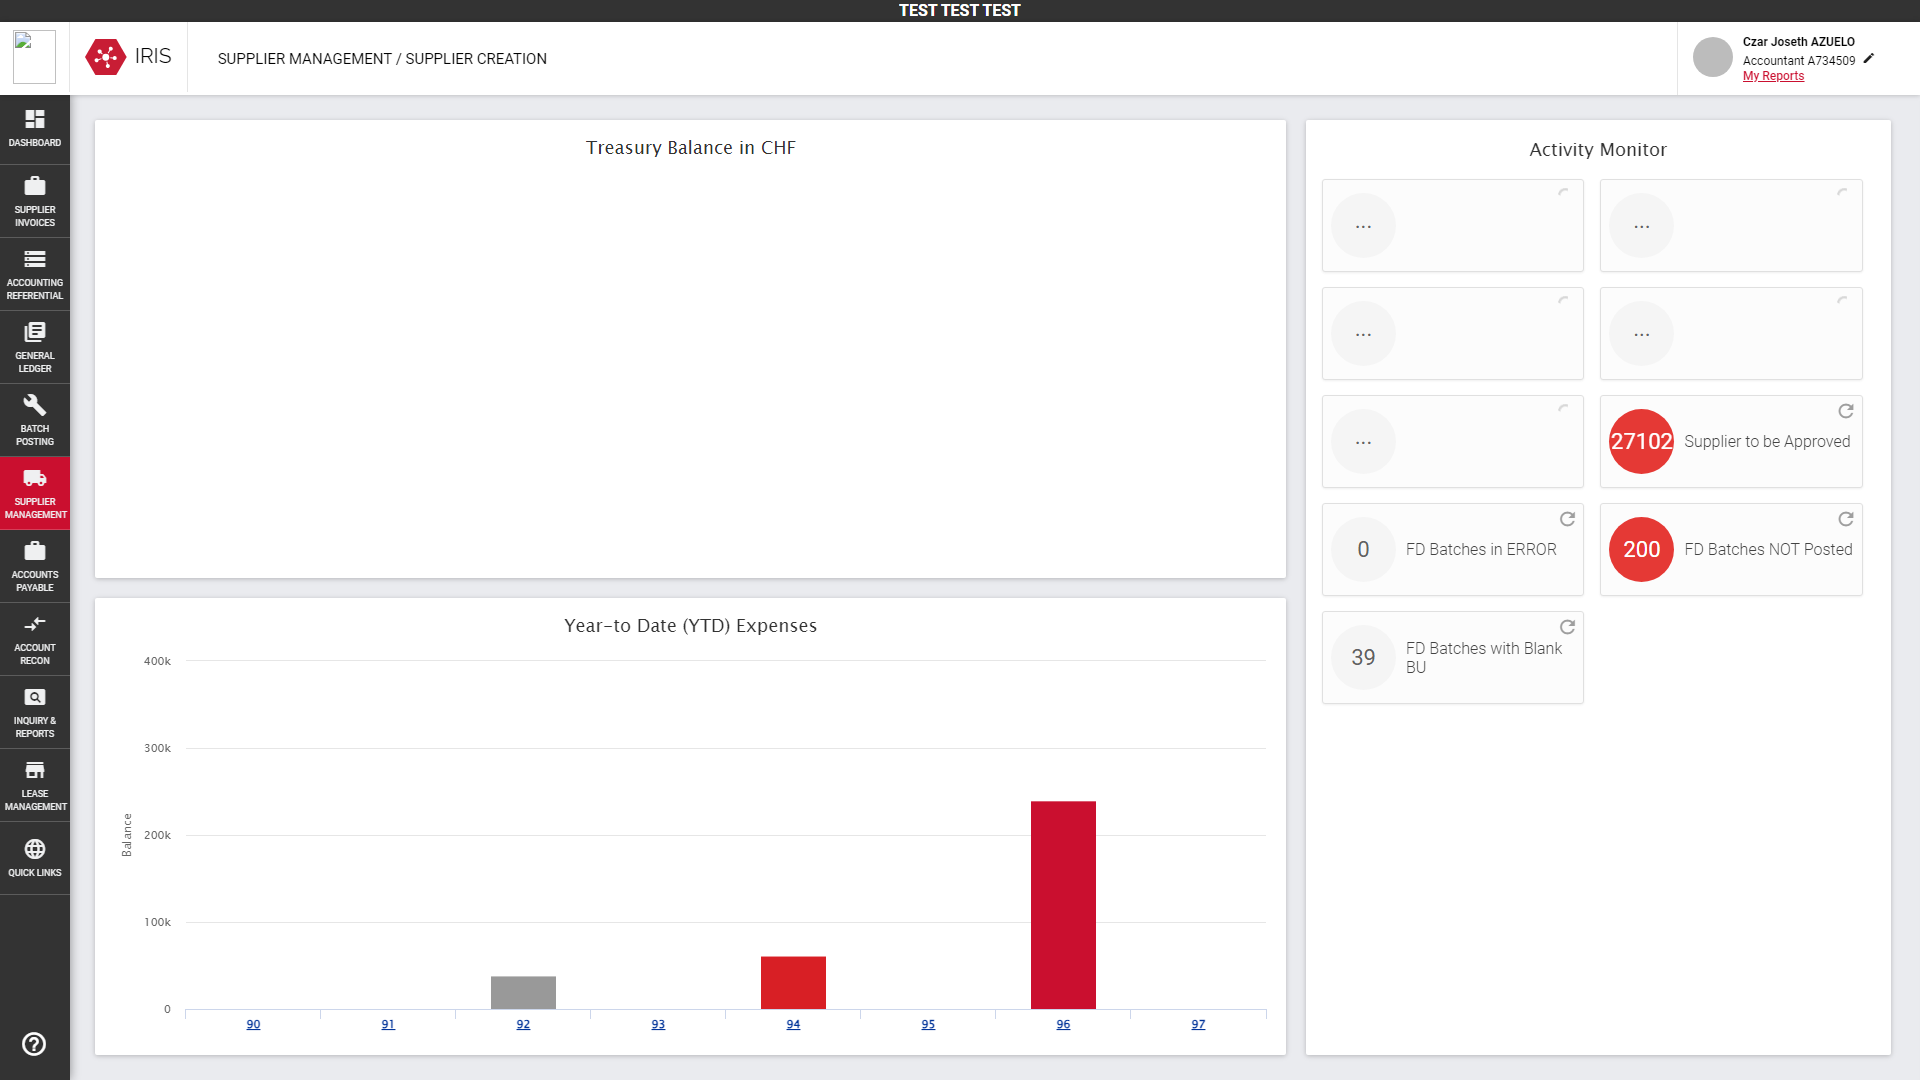 TEST TEST TEST
IRIS
SUPPLIER MANAGEMENT / SUPPLIER CREATION
Czar Joseth AZUELO
Accountant A734509
My Reports
DASHBOARD
SUPPLIER
INVOICES
ACCOUNTING
REFERENTIAL
GENERAL
LEDGER
BATCH
POSTING
SUPPLIER
MANAGEMENT
ACCOUNTS
PAYABLE
ACCOUNT
RECON
INQUIRY &
REPORTS
LEASE
MANAGEMENT
QUICK LINKS
Treasury Balance in CHF
Year-to Date (YTD) Expenses
400k
300k
200k
100k
0
Balance
90 91 92 93 94 95 96 97
Activity Monitor
... ...
... ...
...
27102 Supplier to be Approved
0 FD Batches in ERROR
200 FD Batches NOT Posted
39 FD Batches with Blank
BU